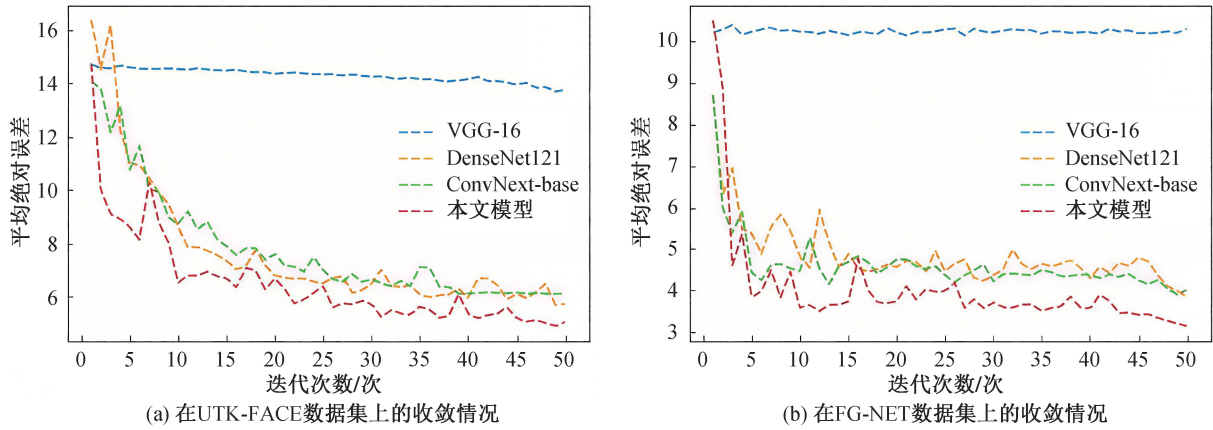 16
14
12
10
8
6
平均绝对误差
VGG-16
DenseNet121
ConvNext-base
本文模型
0 5 10 15 20 25 30 35 40 45 50
迭代次数/次
(a) 在UTK-FACE数据集上的收敛情况
10
9
8
7
6
5
4
3
平均绝对误差
VGG-16
DenseNet121
ConvNext-base
本文模型
0 5 10 15 20 25 30 35 40 45 50
迭代次数/次
(b) 在FG-NET数据集上的收敛情况